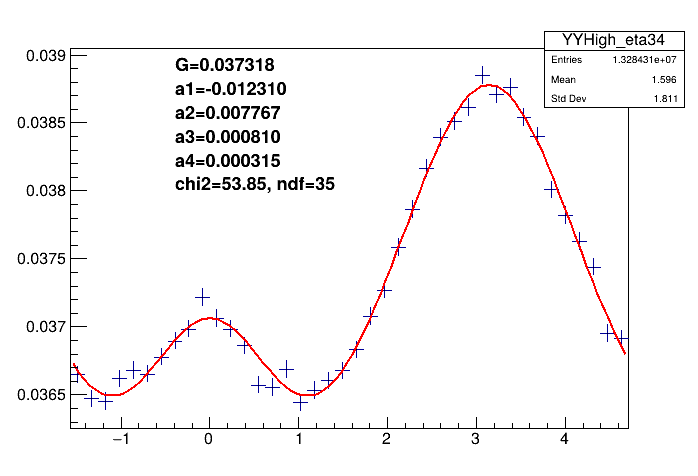 YYHigh_eta34
Entries 1.328431e+07
Mean 1.596
Std Dev 1.811
G=0.037318
a1=-0.012310
a2=0.007767
a3=0.000810
a4=0.000315
chi2=53.85, ndf=35
0.039
0.0385
0.038
0.0375
0.037
0.0365
−1 0 1 2 3 4